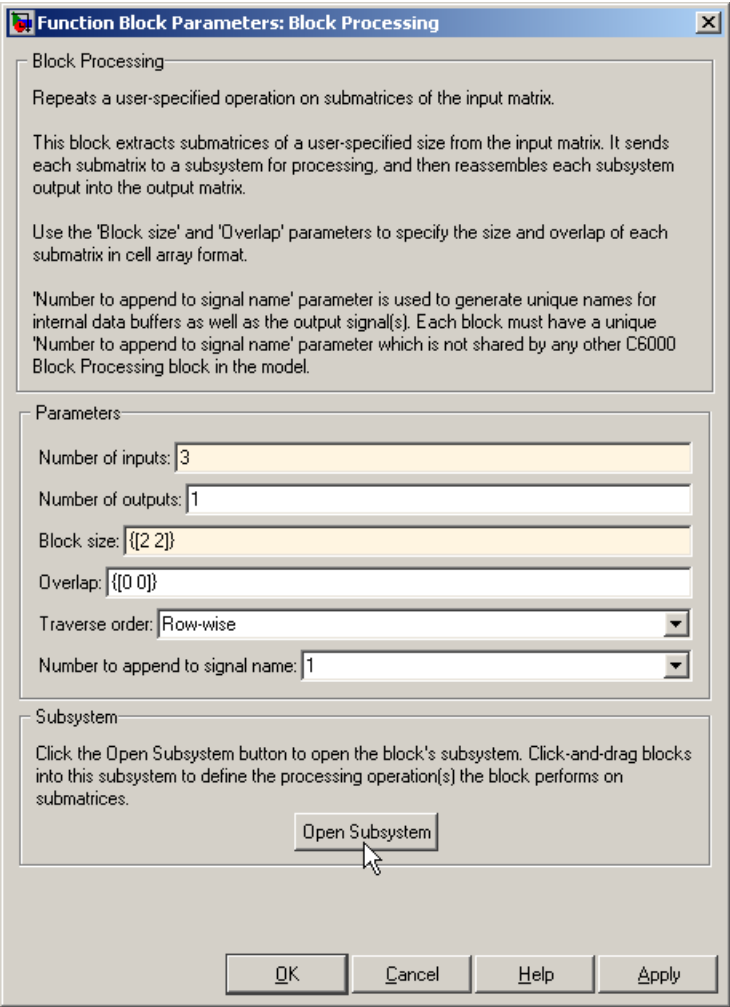 Function Block Parameters: Block Processing
Block Processing
Repeats a user-specified operation on submatrices of the input matrix.
This block extracts submatrices of a user-specified size from the input matrix. It sends
each submatrix to a subsystem for processing, and then reassembles each subsystem
output into the output matrix.
Use the 'Block size' and 'Overlap' parameters to specify the size and overlap of each
submatrix in cell array format.
'Number to append to signal name' parameter is used to generate unique names for
internal data buffers as well as the output signal(s). Each block must have a unique
'Number to append to signal name' parameter which is not shared by any other C6000
Block Processing block in the model.
Parameters
Number of inputs: 3
Number of outputs: 1
Block size: {[2 2]}
Overlap: {[0 0]}
Traverse order: Row-wise
Number to append to signal name: 1
Subsystem
Click the Open Subsystem button to open the block's subsystem. Click-and-drag blocks
into this subsystem to define the processing operation(s) the block performs on
submatrices.
Open Subsystem
OK Cancel Help Apply